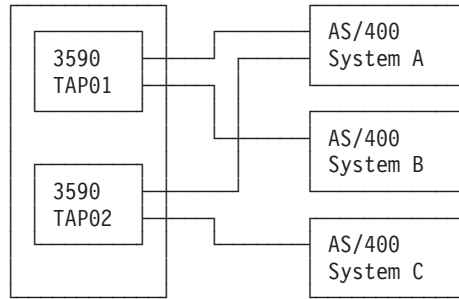 3590
TAP01
3590
TAP02
AS/400
System A
AS/400
System B
AS/400
System C